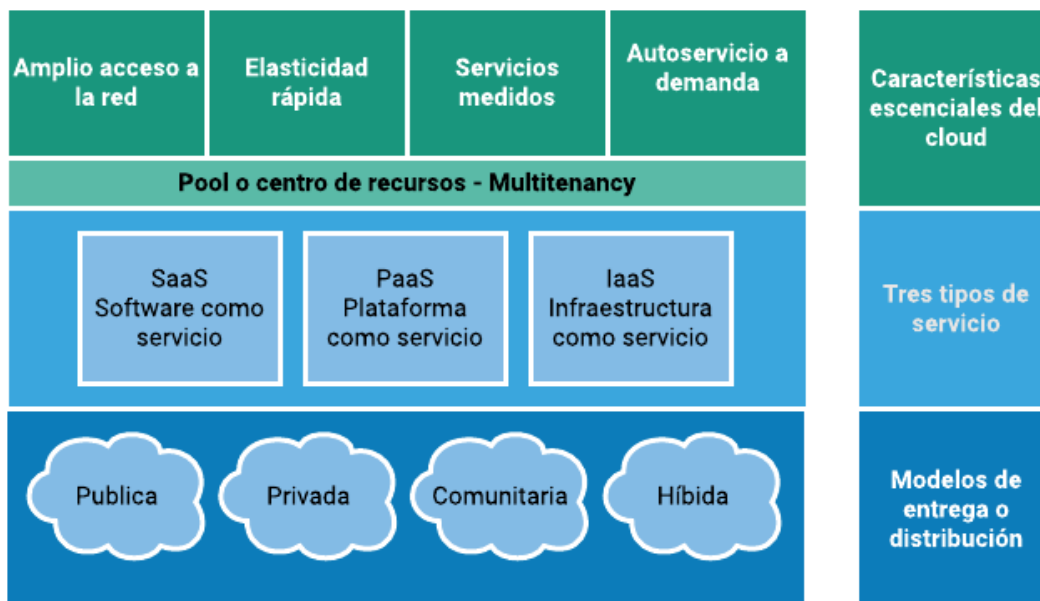 Amplio acceso a
la red
Elasticidad
rápida
Servicios
medidos
Autoservicio a
demanda
Pool o centro de recursos - Multitenancy
SaaS
Software como
servicio
PaaS
Plataforma
como servicio
IaaS
Infraestructura
como servicio
Publica
Privada
Comunitaria
Híbida
Características
escenciales del
cloud
Tres tipos de
servicio
Modelos de
entrega o
distribución